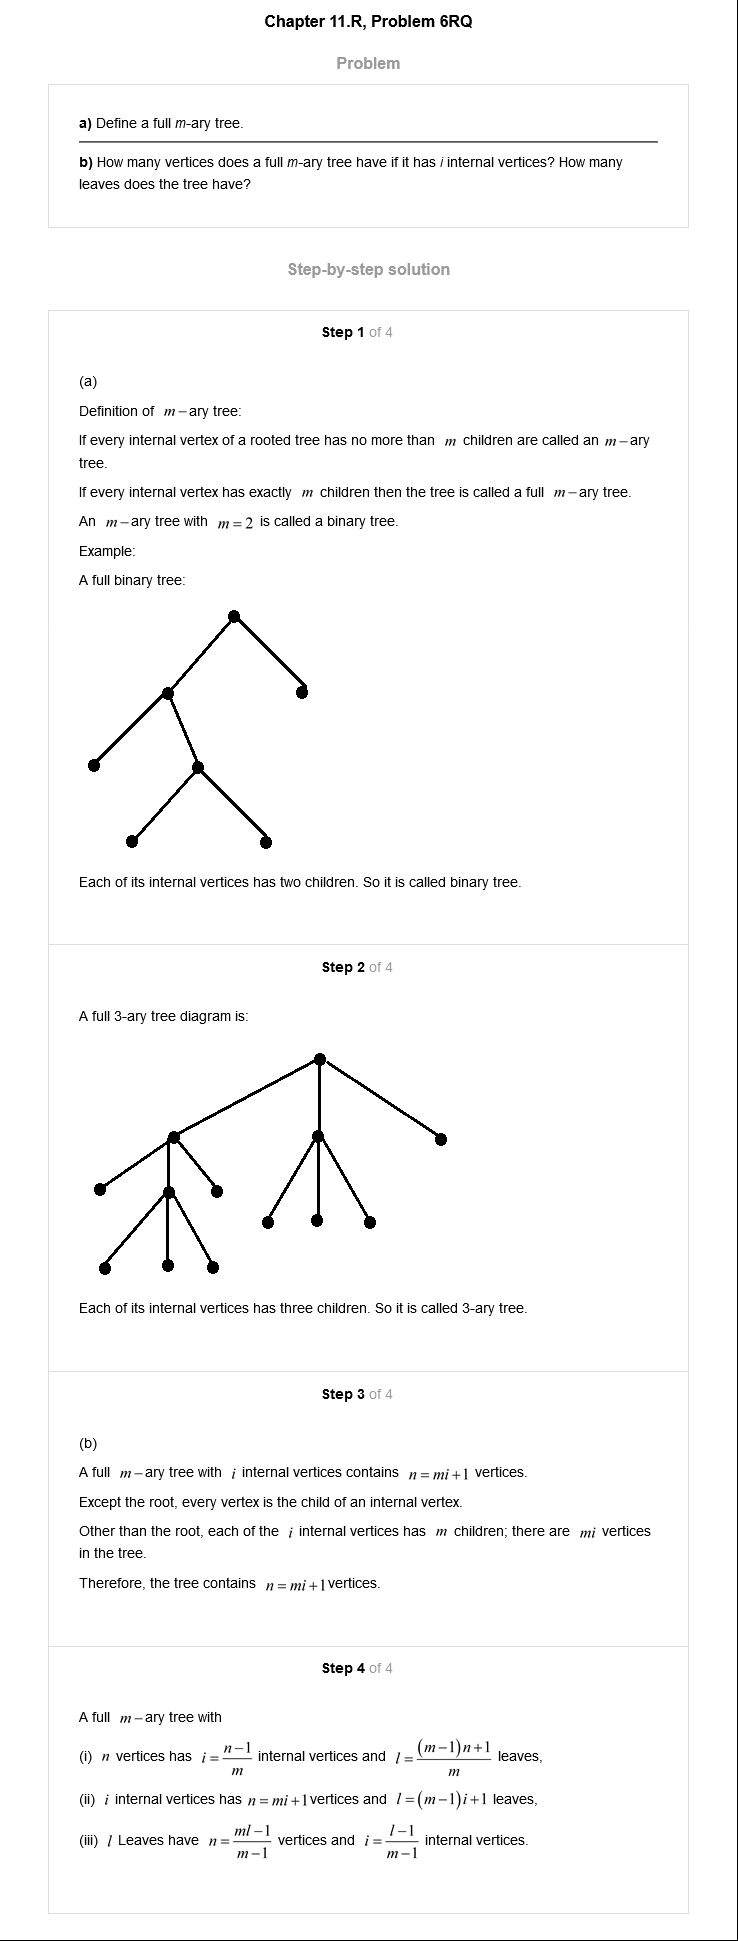 Chapter 11.R, Problem 6RQ
Problem
a) Define a full m-ary tree.
b) How many vertices does a full m-ary tree have if it has i internal vertices? How many
leaves does the tree have?
Step-by-step solution
Step 1 of 4
(a)
Definition of m−ary tree:
If every internal vertex of a rooted tree has no more than m children are called an m−ary
tree.
If every internal vertex has exactly m children then the tree is called a full m−ary tree.
An m−ary tree with m = 2 is called a binary tree.
Example:
A full binary tree:
Each of its internal vertices has two children. So it is called binary tree.
Step 2 of 4
A full 3-ary tree diagram is:
Each of its internal vertices has three children. So it is called 3-ary tree.
Step 3 of 4
(b)
A full m−ary tree with i internal vertices contains n = mi + 1 vertices.
Except the root, every vertex is the child of an internal vertex.
Other than the root, each of the i internal vertices has m children; there are mi vertices
in the tree.
Therefore, the tree contains n = mi + 1 vertices.
Step 4 of 4
A full m−ary tree with
(i) n vertices has i = (n−1)/m internal vertices and l = ((m−1)n+1)/m leaves,
(ii) i internal vertices has n = mi + 1 vertices and l = (m−1)i + 1 leaves,
(iii) l Leaves have n = (ml−1)/(m−1) vertices and i = (l−1)/(m−1) internal vertices.